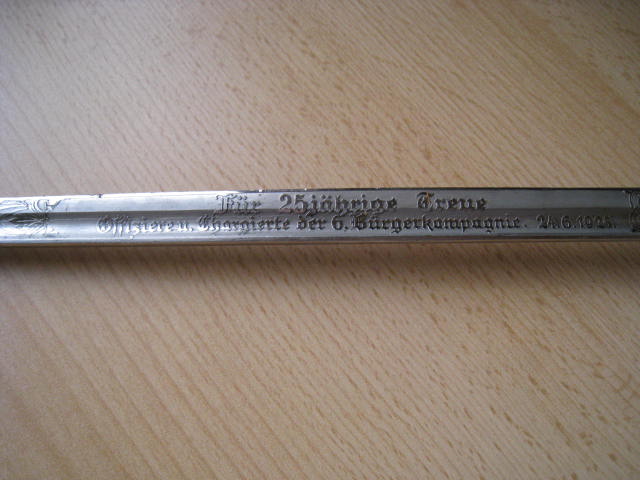 Für 25jährige Treue
Offiziere u. Chargierte der 6. Bürgerkompagnie.